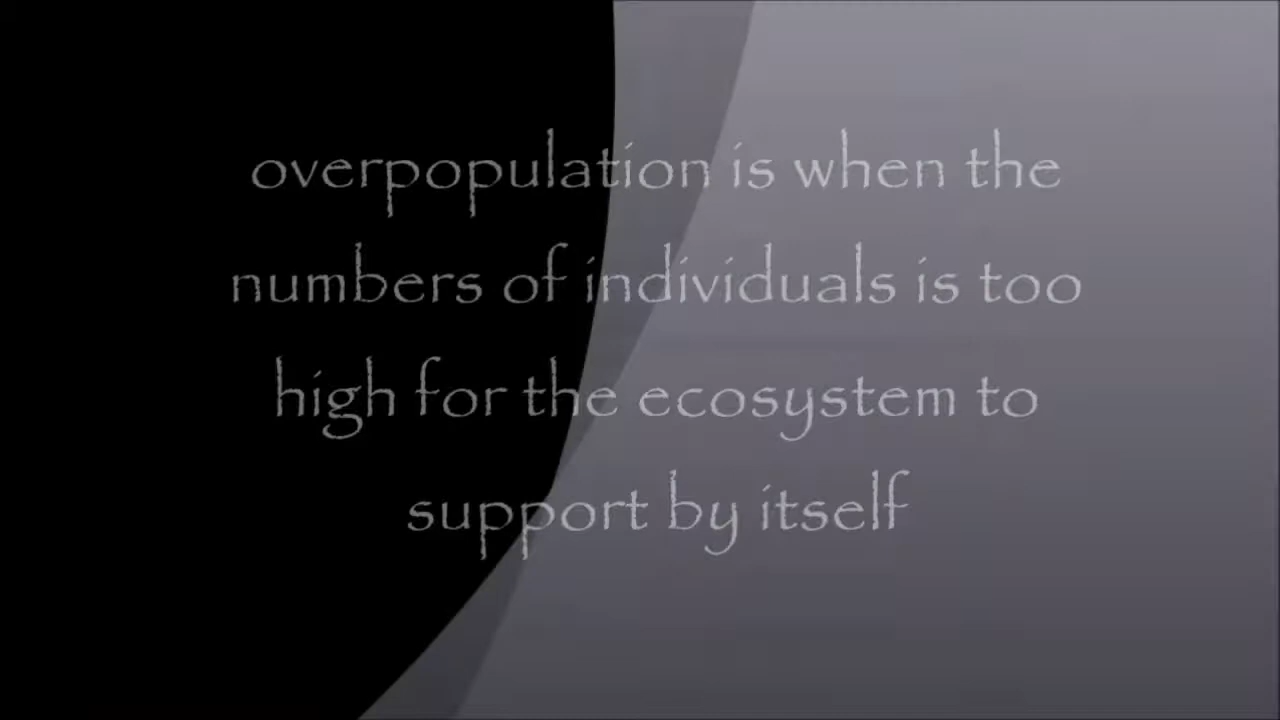 overpopulation is when the
numbers of individuals is too
high for the ecosystem to
support by itself